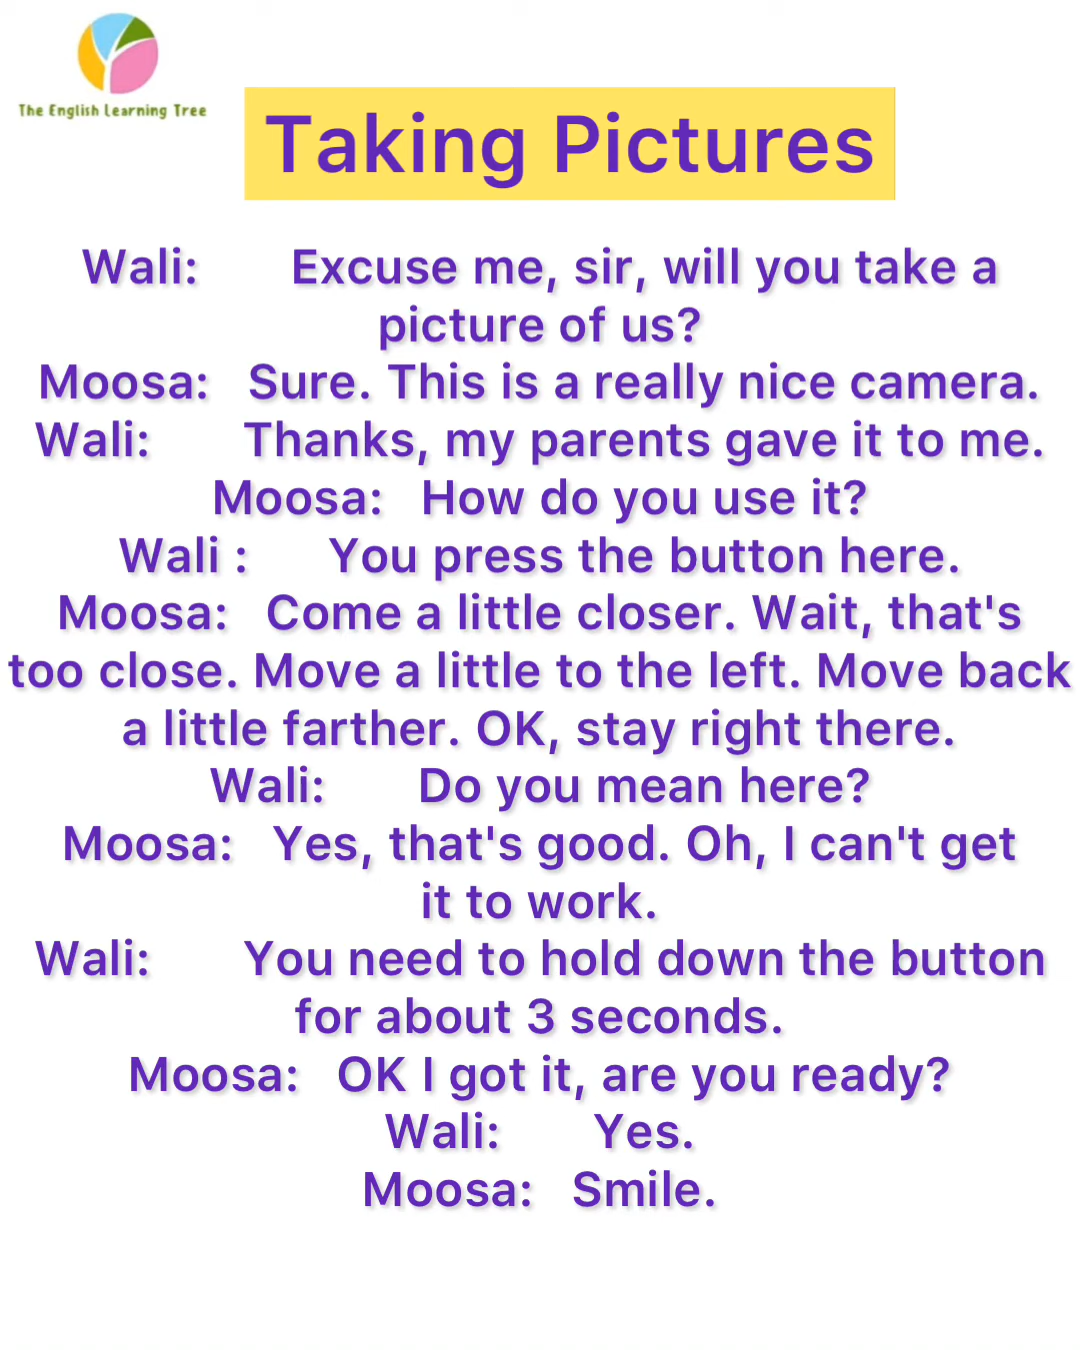 The English Learning Tree
Taking Pictures
Wali: Excuse me, sir, will you take a
picture of us?
Moosa: Sure. This is a really nice camera.
Wali: Thanks, my parents gave it to me.
Moosa: How do you use it?
Wali : You press the button here.
Moosa: Come a little closer. Wait, that's
too close. Move a little to the left. Move back
a little farther. OK, stay right there.
Wali: Do you mean here?
Moosa: Yes, that's good. Oh, I can't get
it to work.
Wali: You need to hold down the button
for about 3 seconds.
Moosa: OK I got it, are you ready?
Wali: Yes.
Moosa: Smile.